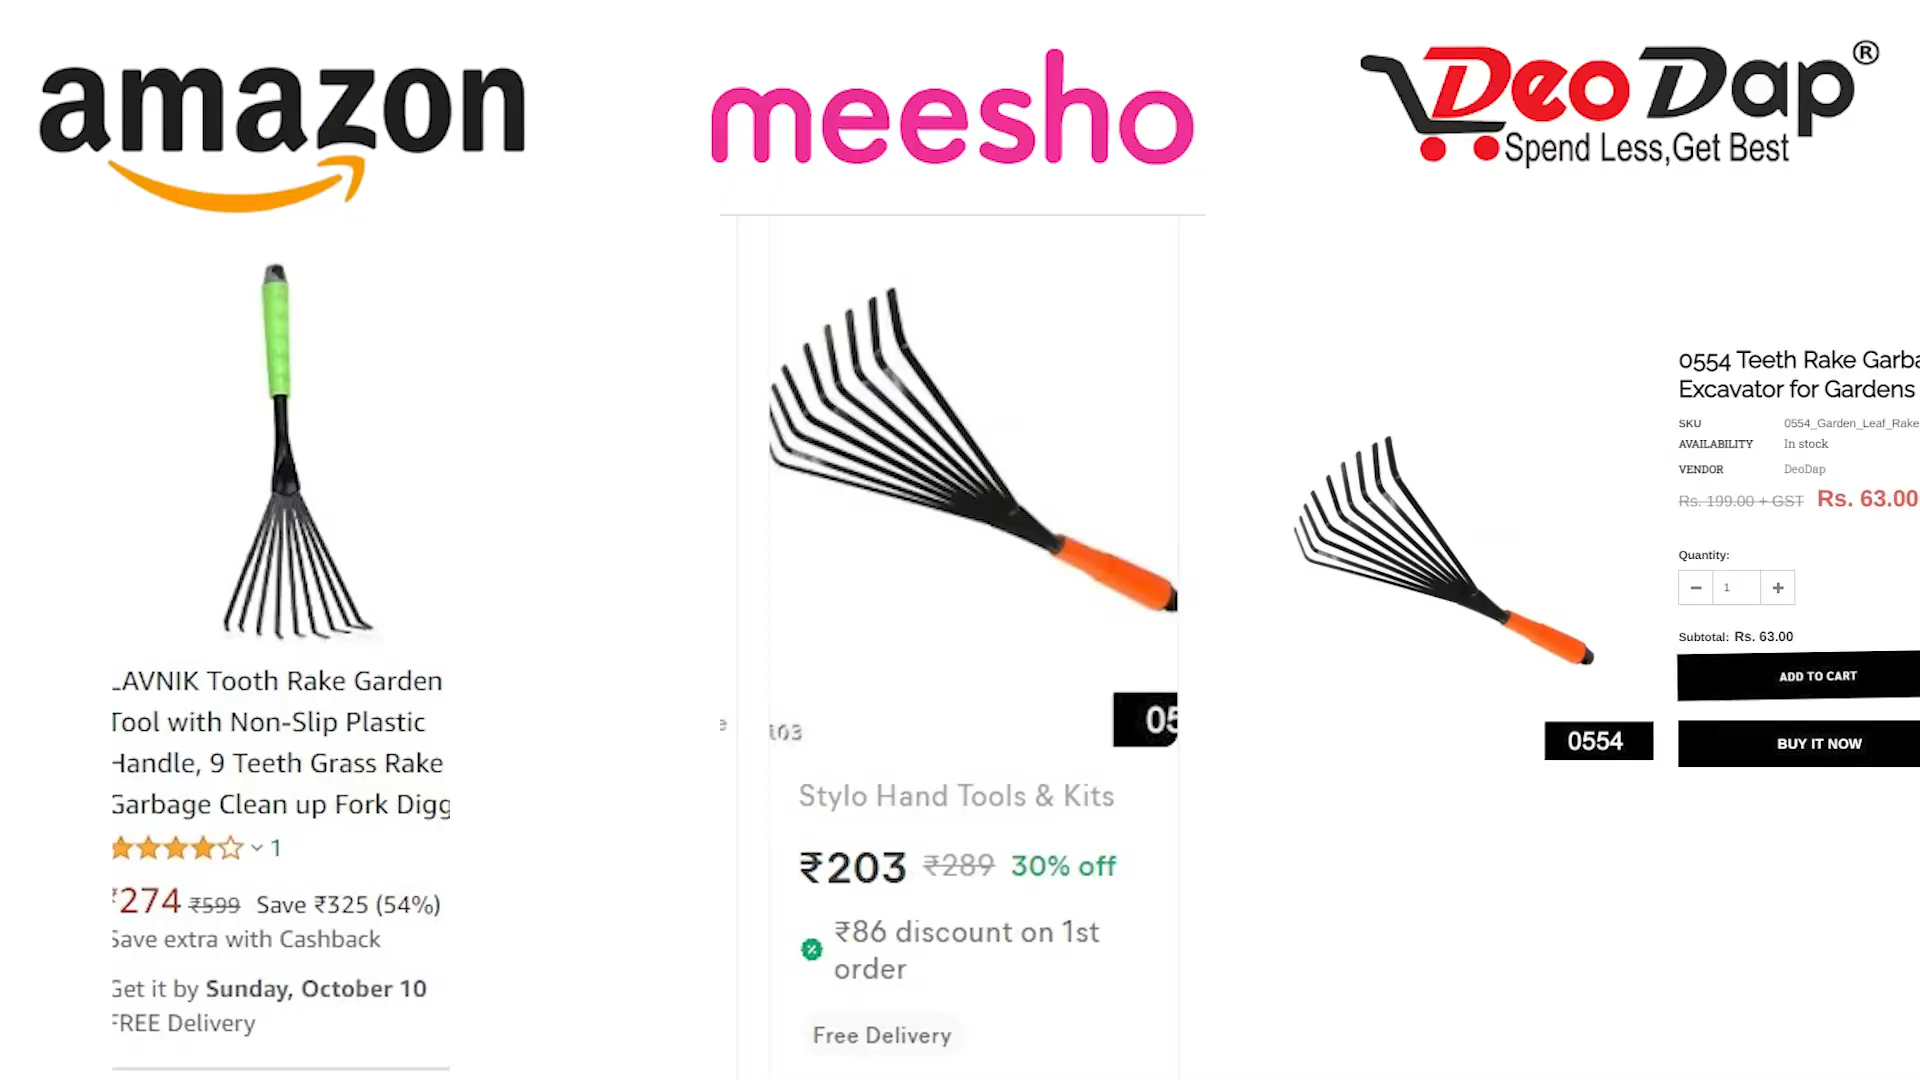 amazon
LAVNIK Tooth Rake Garden
Tool with Non-Slip Plastic
Handle, 9 Teeth Grass Rake
Garbage Clean up Fork Digg
1
₹274 ₹599 Save ₹325 (54%)
Save extra with Cashback
Get it by Sunday, October 10
FREE Delivery
meesho
05
Stylo Hand Tools & Kits
₹203 ₹289 30% off
₹86 discount on 1st
order
Free Delivery
DeoDap®
Spend Less,Get Best
0554
0554 Teeth Rake Garba
Excavator for Gardens
SKU 0554_Garden_Leaf_Rake
AVAILABILITY In stock
VENDOR DeoDap
Rs. 199.00 + GST Rs. 63.00
Quantity:
− 1 +
Subtotal: Rs. 63.00
ADD TO CART
BUY IT NOW